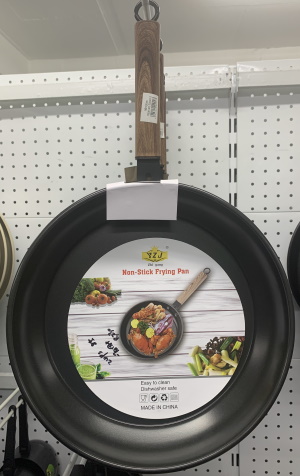 YZJ
Non-Stick Frying Pan
Easy to clean
Dishwasher safe
MADE IN CHINA